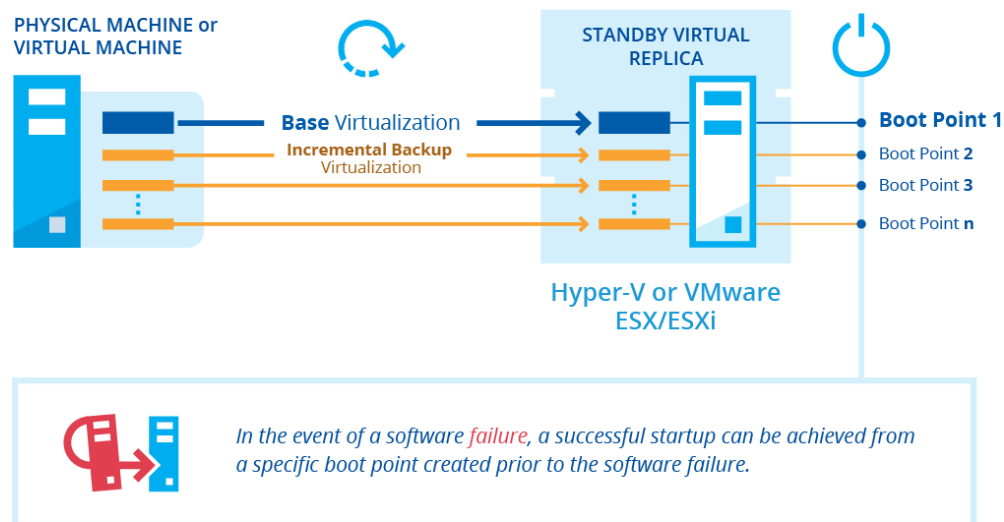 PHYSICAL MACHINE or
VIRTUAL MACHINE
STANDBY VIRTUAL
REPLICA
Base Virtualization
Incremental Backup
Virtualization
Boot Point 1
Boot Point 2
Boot Point 3
Boot Point n
Hyper-V or VMware
ESX/ESXi
In the event of a software failure, a successful startup can be achieved from
a specific boot point created prior to the software failure.